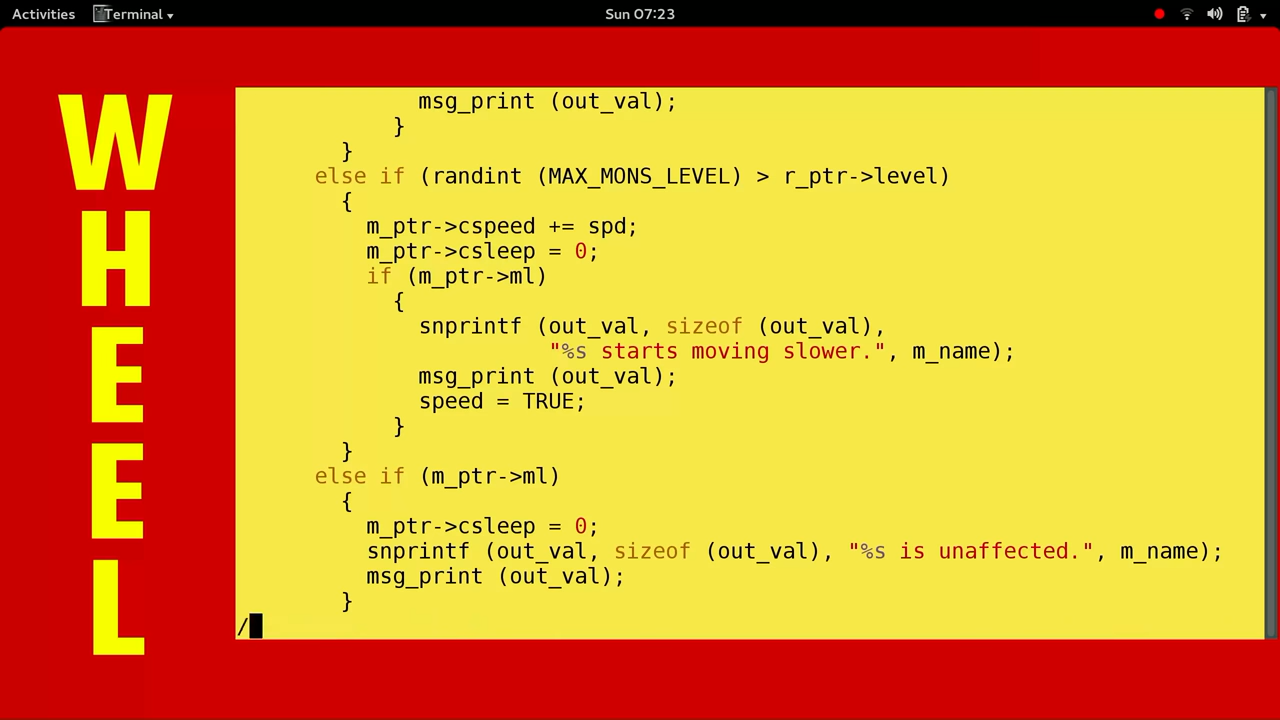 Activities Terminal Sun 07:23
WHEEL
msg_print (out_val);
}
}
else if (randint (MAX_MONS_LEVEL) > r_ptr->level)
{
m_ptr->cspeed += spd;
m_ptr->csleep = 0;
if (m_ptr->ml)
{
snprintf (out_val, sizeof (out_val),
"%s starts moving slower.", m_name);
msg_print (out_val);
speed = TRUE;
}
}
else if (m_ptr->ml)
{
m_ptr->csleep = 0;
snprintf (out_val, sizeof (out_val), "%s is unaffected.", m_name);
msg_print (out_val);
}
/